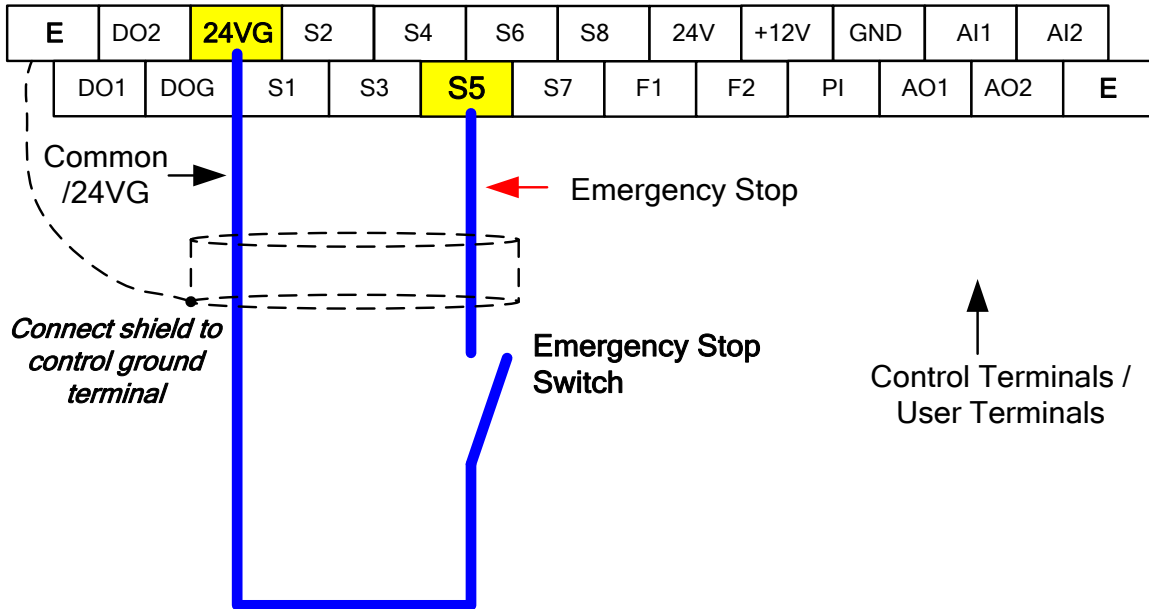 E DO2 24VG S2 S4 S6 S8 24V +12V GND AI1 AI2
DO1 DOG S1 S3 S5 S7 F1 F2 PI AO1 AO2 E
Common
/24VG
Emergency Stop
Connect shield to
control ground
terminal
Emergency Stop
Switch
Control Terminals /
User Terminals